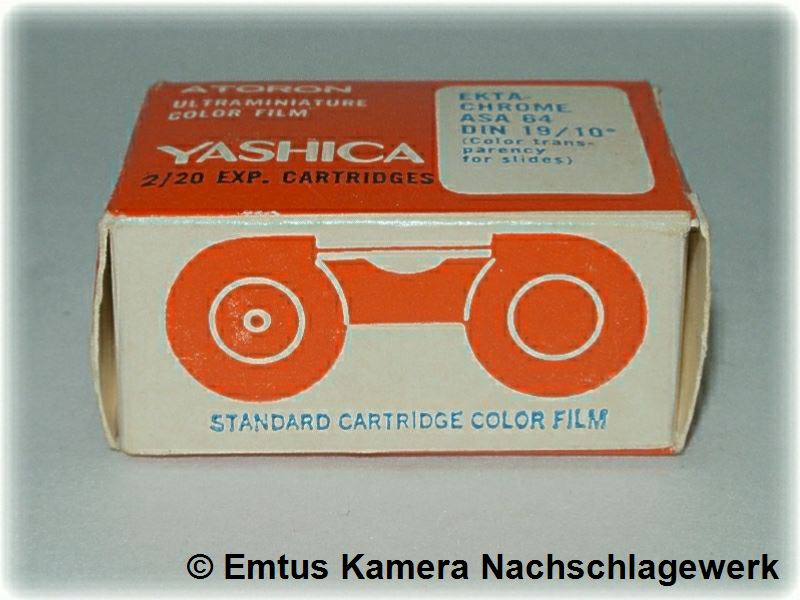 ATORON
ULTRAMINIATURE
COLOR FILM
YASHICA
2/20 EXP. CARTRIDGES
EKTA-
CHROME
ASA 64
DIN 19/10°
(Color trans-
parency
for slides)
STANDARD CARTRIDGE COLOR FILM
© Emtus Kamera Nachschlagewerk